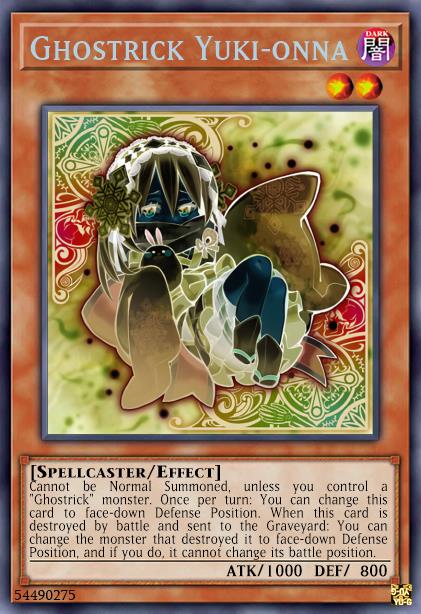 GHOSTRICK YUKI-ONNA
DARK
闇
[SPELLCASTER/EFFECT]
Cannot be Normal Summoned, unless you control a
"Ghostrick" monster. Once per turn: You can change this
card to face-down Defense Position. When this card is
destroyed by battle and sent to the Graveyard: You can
change the monster that destroyed it to face-down Defense
Position, and if you do, it cannot change its battle position.
ATK/1000 DEF/ 800
54490275